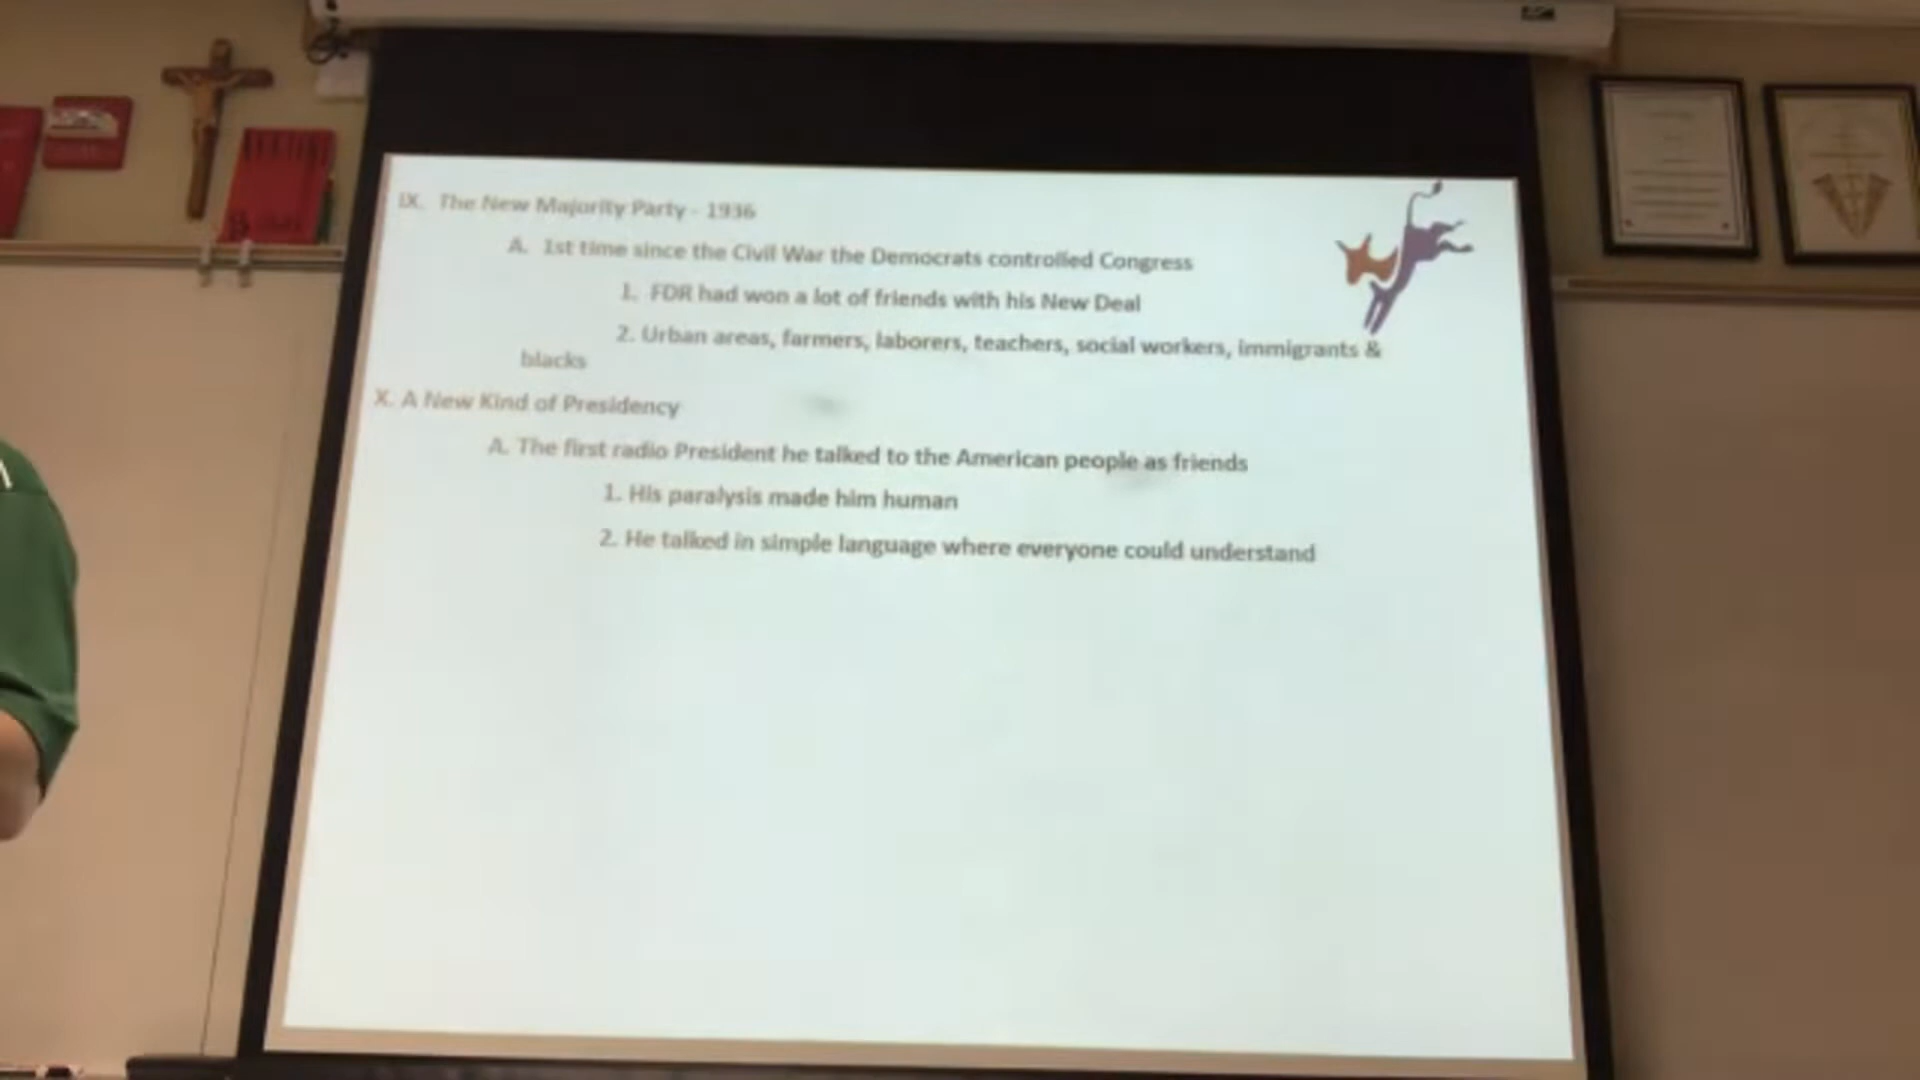 IX. The New Majority Party - 1936
A. 1st time since the Civil War the Democrats controlled Congress
1. FDR had won a lot of friends with his New Deal
2. Urban areas, farmers, laborers, teachers, social workers, immigrants &
blacks
X. A New Kind of Presidency
A. The first radio President he talked to the American people as friends
1. His paralysis made him human
2. He talked in simple language where everyone could understand